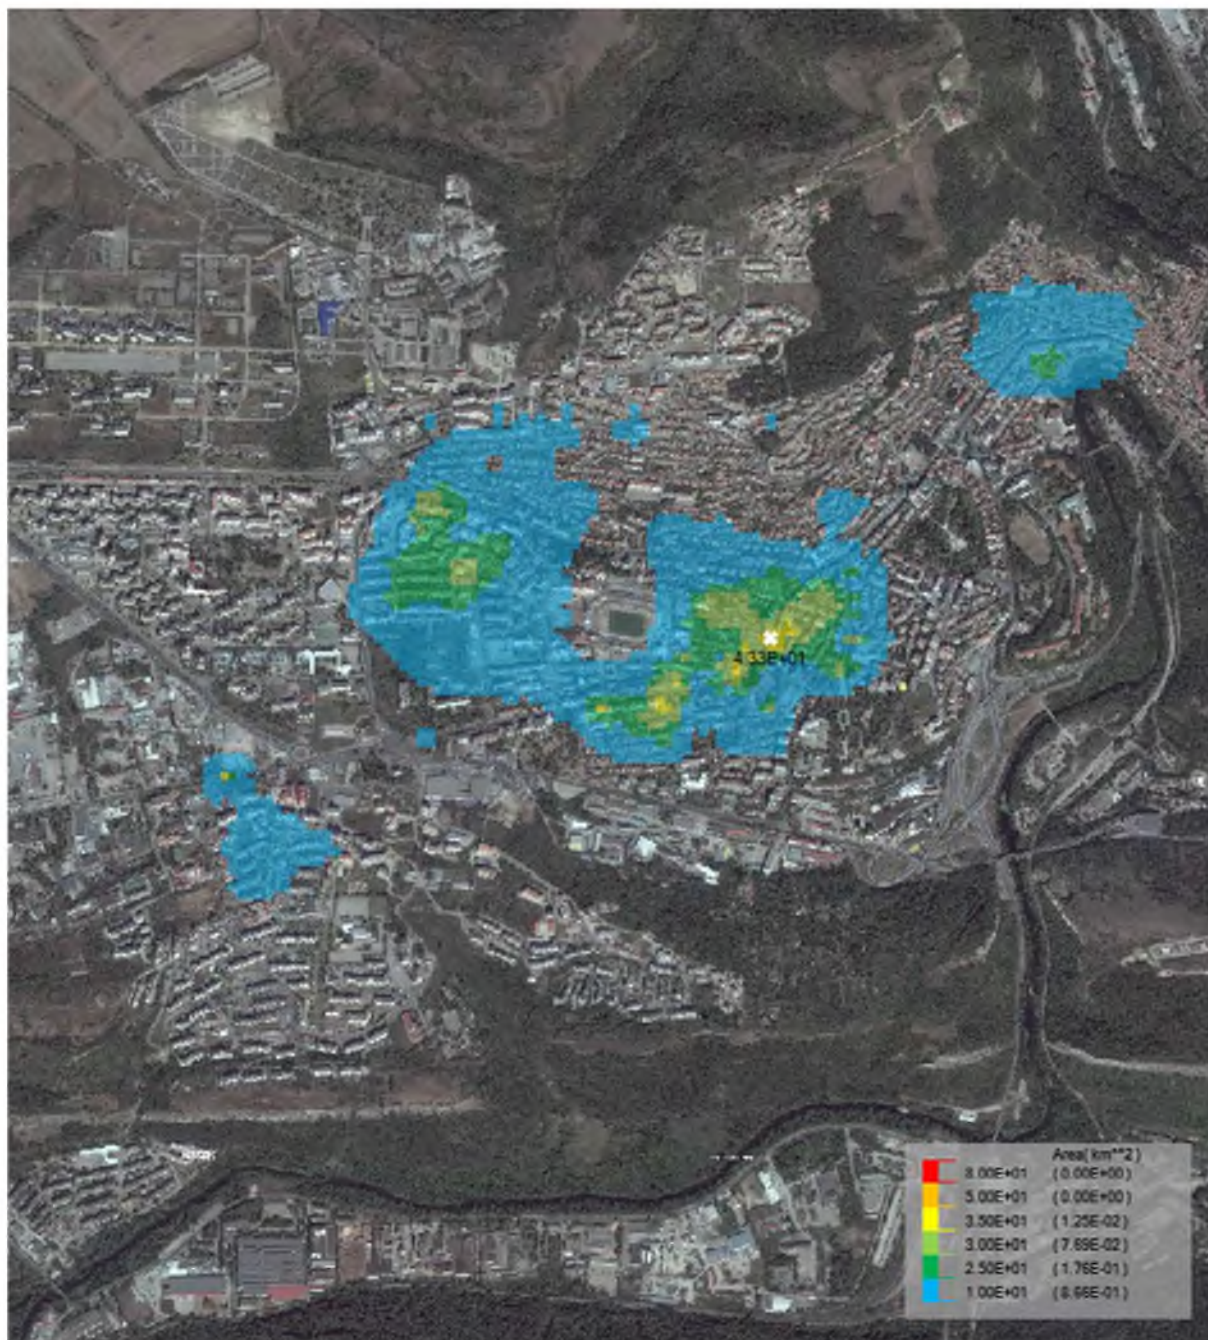 4.33E+01
Area( km**2 )
8.00E+01 ( 0.00E+00 )
5.00E+01 ( 0.00E+00 )
3.50E+01 ( 1.25E-02 )
3.00E+01 ( 7.69E-02 )
2.50E+01 ( 1.76E-01 )
1.00E+01 ( 8.66E-01 )